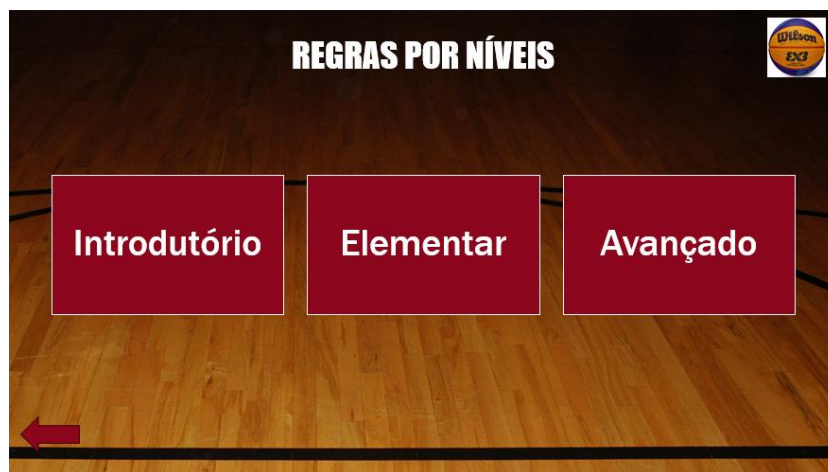 REGRAS POR NÍVEIS
Wilson
3X3
Introdutório
Elementar
Avançado